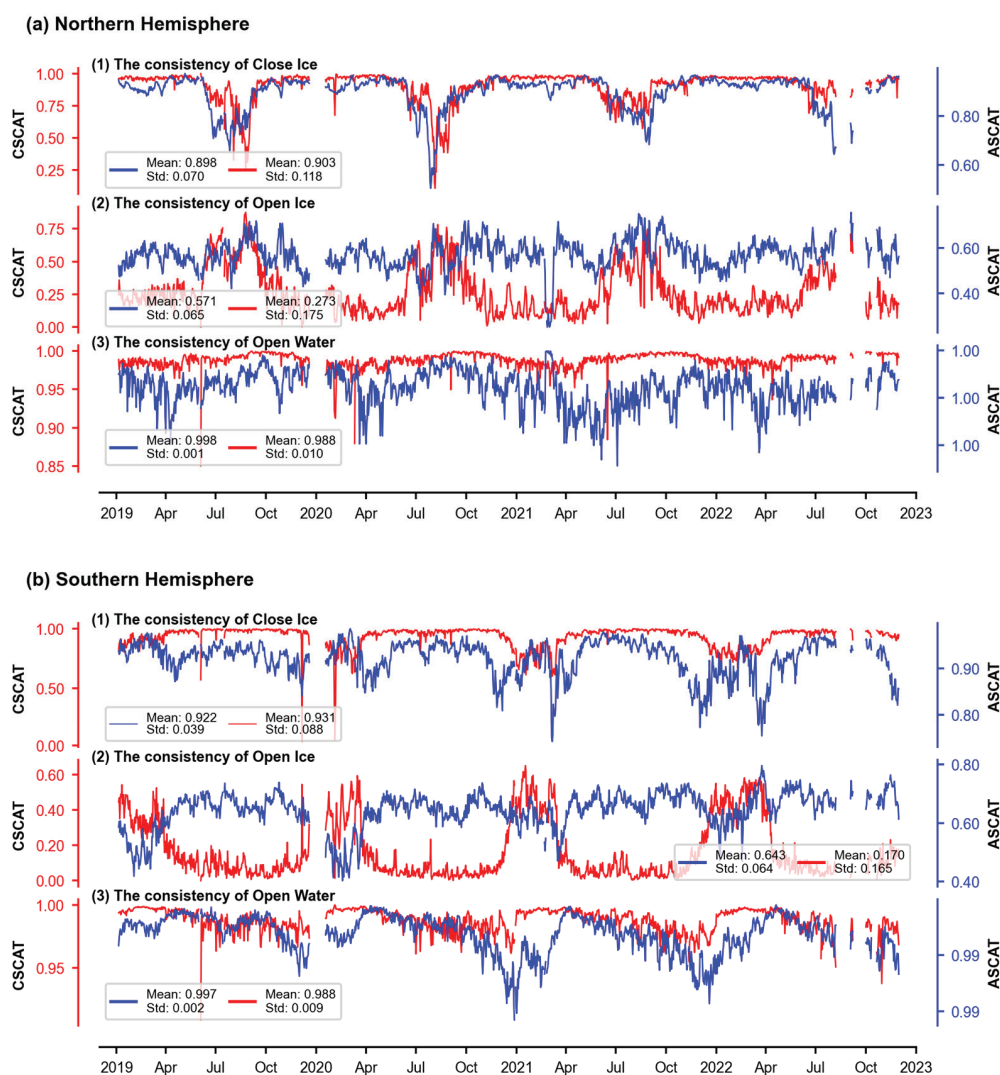 (a) Northern Hemisphere
(1) The consistency of Close Ice
1.00
0.75
0.50
0.25
CSCAT
0.80
0.60
ASCAT
Mean: 0.898 Mean: 0.903
Std: 0.070 Std: 0.118
(2) The consistency of Open Ice
0.75
0.50
0.25
0.00
CSCAT
0.60
0.40
ASCAT
Mean: 0.571 Mean: 0.273
Std: 0.065 Std: 0.175
(3) The consistency of Open Water
1.00
0.95
0.90
0.85
CSCAT
1.00
1.00
1.00
ASCAT
Mean: 0.998 Mean: 0.988
Std: 0.001 Std: 0.010
2019 Apr Jul Oct 2020 Apr Jul Oct 2021 Apr Jul Oct 2022 Apr Jul Oct 2023
(b) Southern Hemisphere
(1) The consistency of Close Ice
1.00
0.50
0.00
CSCAT
0.90
0.80
ASCAT
Mean: 0.922 Mean: 0.931
Std: 0.039 Std: 0.088
(2) The consistency of Open Ice
0.60
0.40
0.20
0.00
CSCAT
0.80
0.60
0.40
ASCAT
Mean: 0.643 Mean: 0.170
Std: 0.064 Std: 0.165
(3) The consistency of Open Water
1.00
0.95
CSCAT
0.99
0.99
ASCAT
Mean: 0.997 Mean: 0.988
Std: 0.002 Std: 0.009
2019 Apr Jul Oct 2020 Apr Jul Oct 2021 Apr Jul Oct 2022 Apr Jul Oct 2023